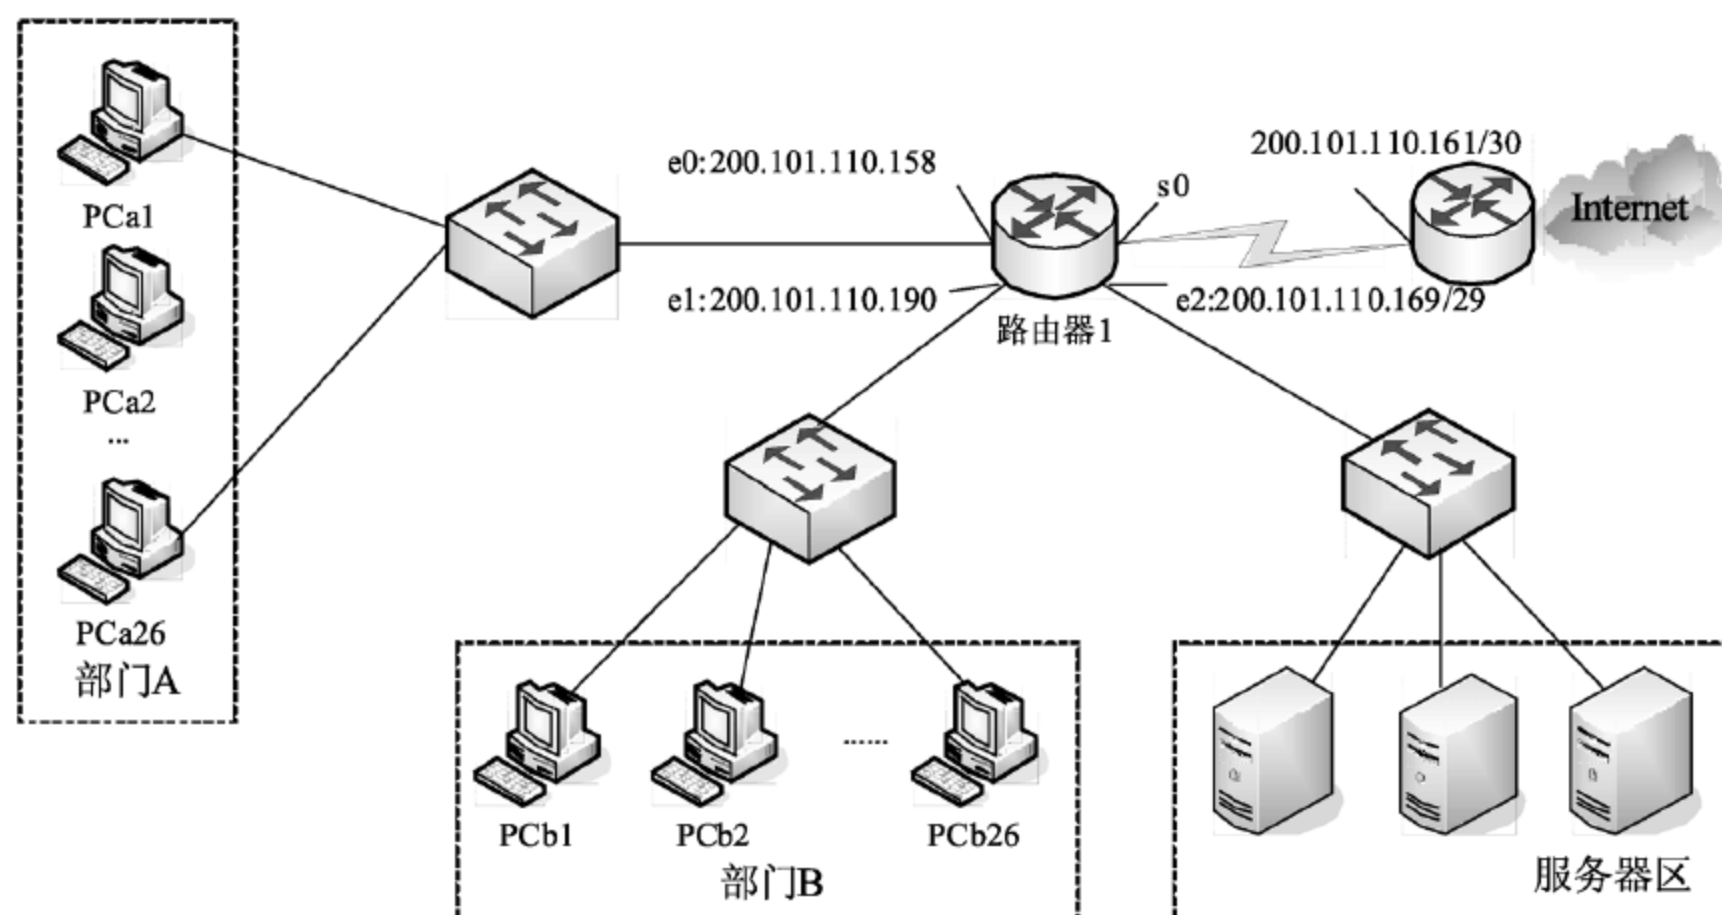 PCa1
PCa2
...
PCa26
部门A
e0:200.101.110.158
e1:200.101.110.190
s0
200.101.110.161/30
Internet
e2:200.101.110.169/29
路由器1
PCb1
PCb2
......
PCb26
部门B
服务器区